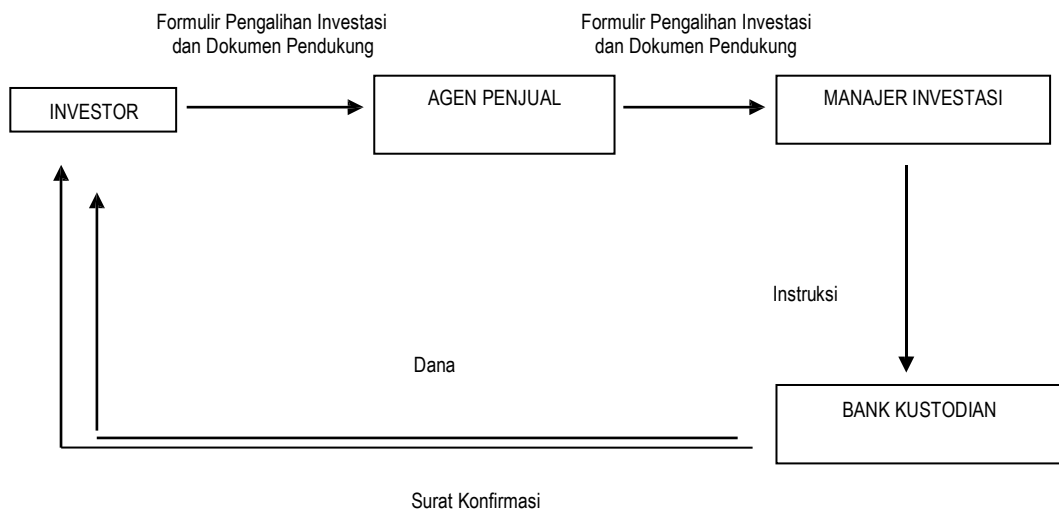 Formulir Pengalihan Investasi
dan Dokumen Pendukung
Formulir Pengalihan Investasi
dan Dokumen Pendukung
INVESTOR
AGEN PENJUAL
MANAJER INVESTASI
Instruksi
Dana
BANK KUSTODIAN
Surat Konfirmasi